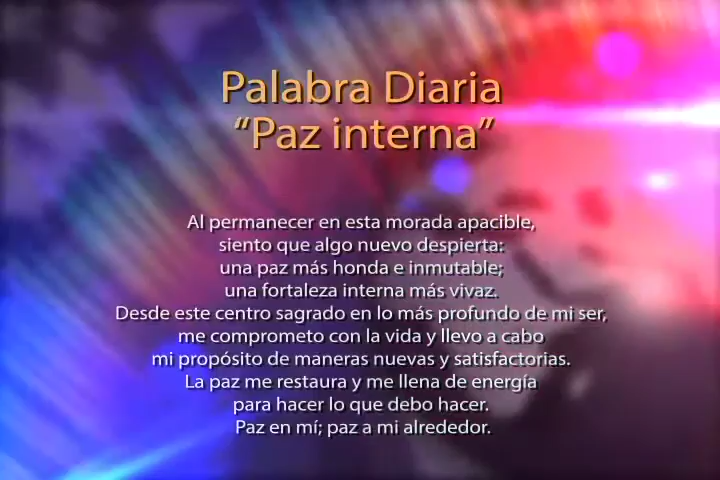 Palabra Diaria
“Paz interna”
Al permanecer en esta morada apacible,
siento que algo nuevo despierta:
una paz más honda e inmutable;
una fortaleza interna más vivaz.
Desde este centro sagrado en lo más profundo de mi ser,
me comprometo con la vida y llevo a cabo
mi propósito de maneras nuevas y satisfactorias.
La paz me restaura y me llena de energía
para hacer lo que debo hacer.
Paz en mí; paz a mi alrededor.